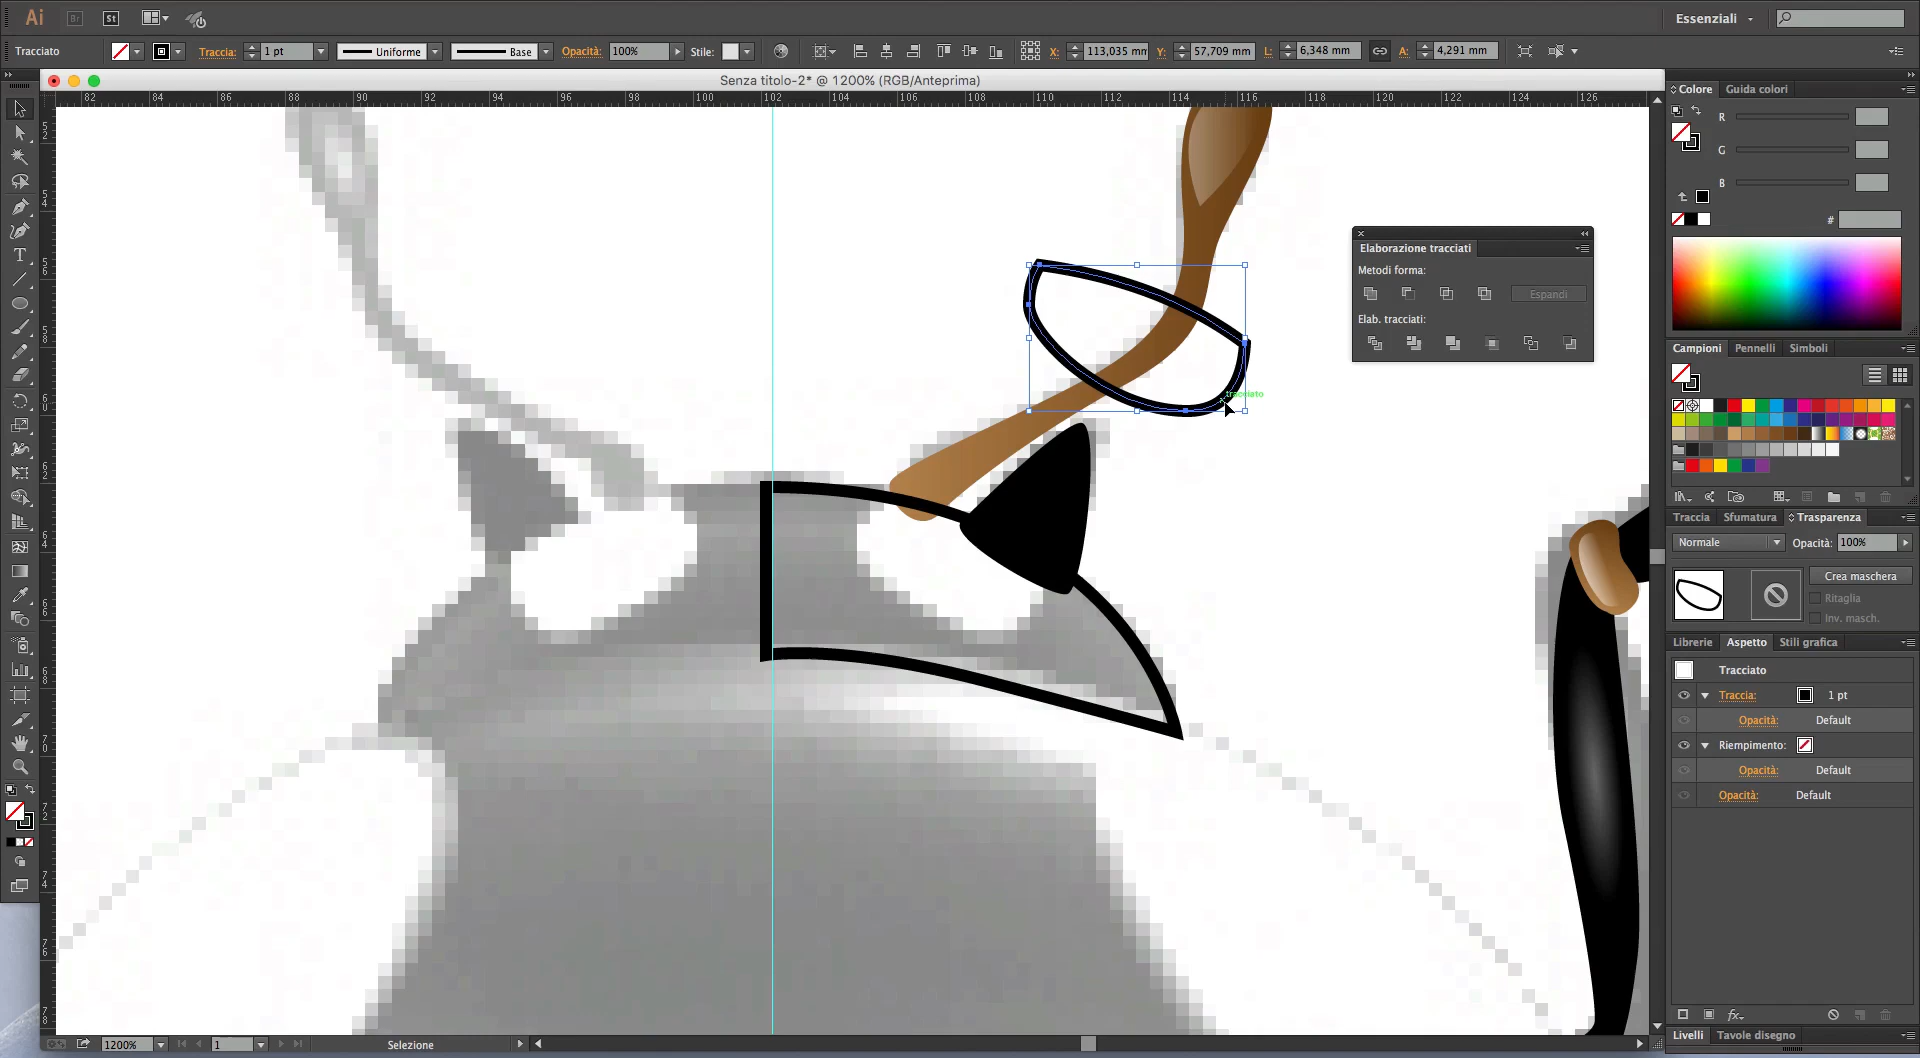 Ai Br St Essenziali
Tracciato Traccia: 1 pt Uniforme Base Opacità: 100% Stile: X: 113,035 mm Y: 57,709 mm L: 6,348 mm A: 4,291 mm
Senza titolo-2* @ 1200% (RGB/Anteprima)
82 84 86 88 90 92 94 96 98 100 102 104 106 108 110 112 114 116 118 120 122 124 126
Colore Guida colori
R
G
B
#
Elaborazione tracciati
Metodi forma:
Espandi
Elab. tracciati:
tracciato
Campioni Pennelli Simboli
Traccia Sfumatura Trasparenza
Normale Opacità: 100%
Crea maschera
Ritaglia
Inv. masch.
Librerie Aspetto Stili grafica
Tracciato
Traccia: 1 pt
Opacità: Default
Riempimento:
Opacità: Default
Opacità: Default
fx
Livelli Tavole disegno
1200% 1 Selezione